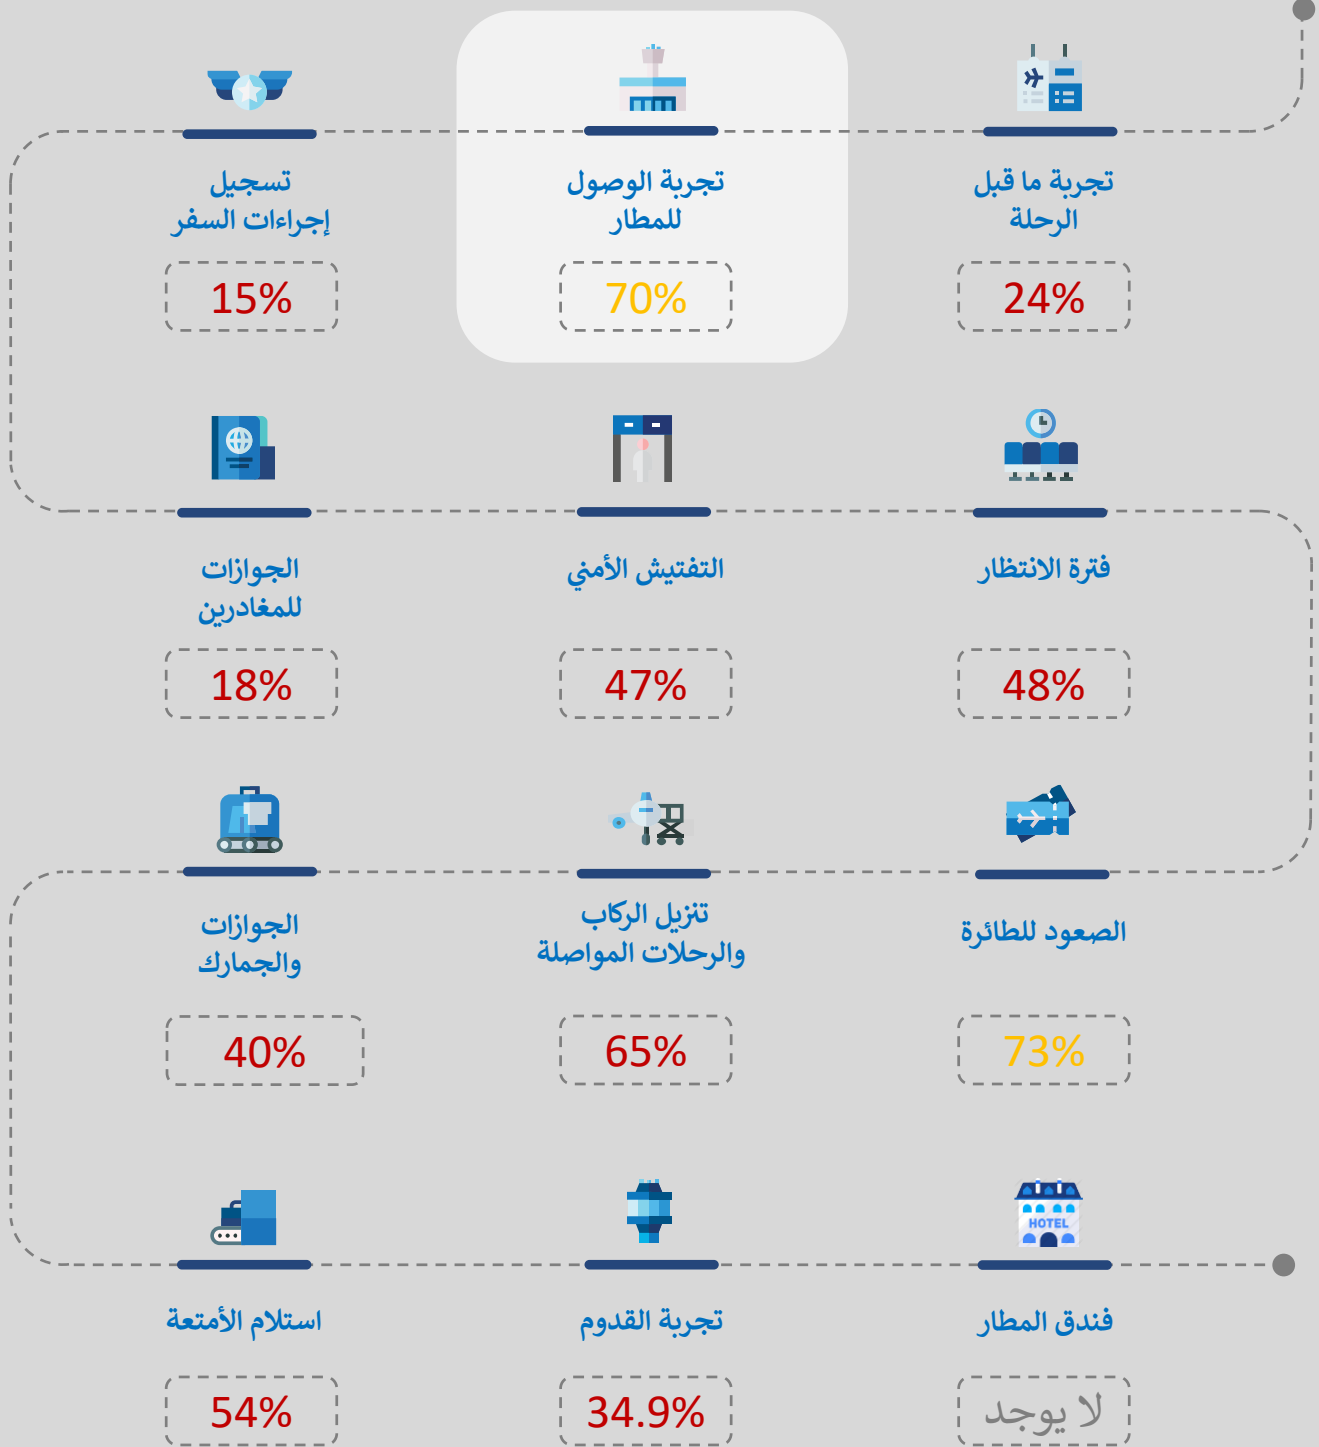 تجربة ما قبل
الرحلة
24%
تجربة الوصول
للمطار
70%
تسجيل
إجراءات السفر
15%
الجوازات
للمغادرين
18%
التفتيش الأمني
47%
فترة الانتظار
48%
الصعود للطائرة
73%
تنزيل الركاب
والرحلات المواصلة
65%
الجوازات
والجمارك
40%
استلام الأمتعة
54%
تجربة القدوم
34.9%
HOTEL
فندق المطار
لا يوجد